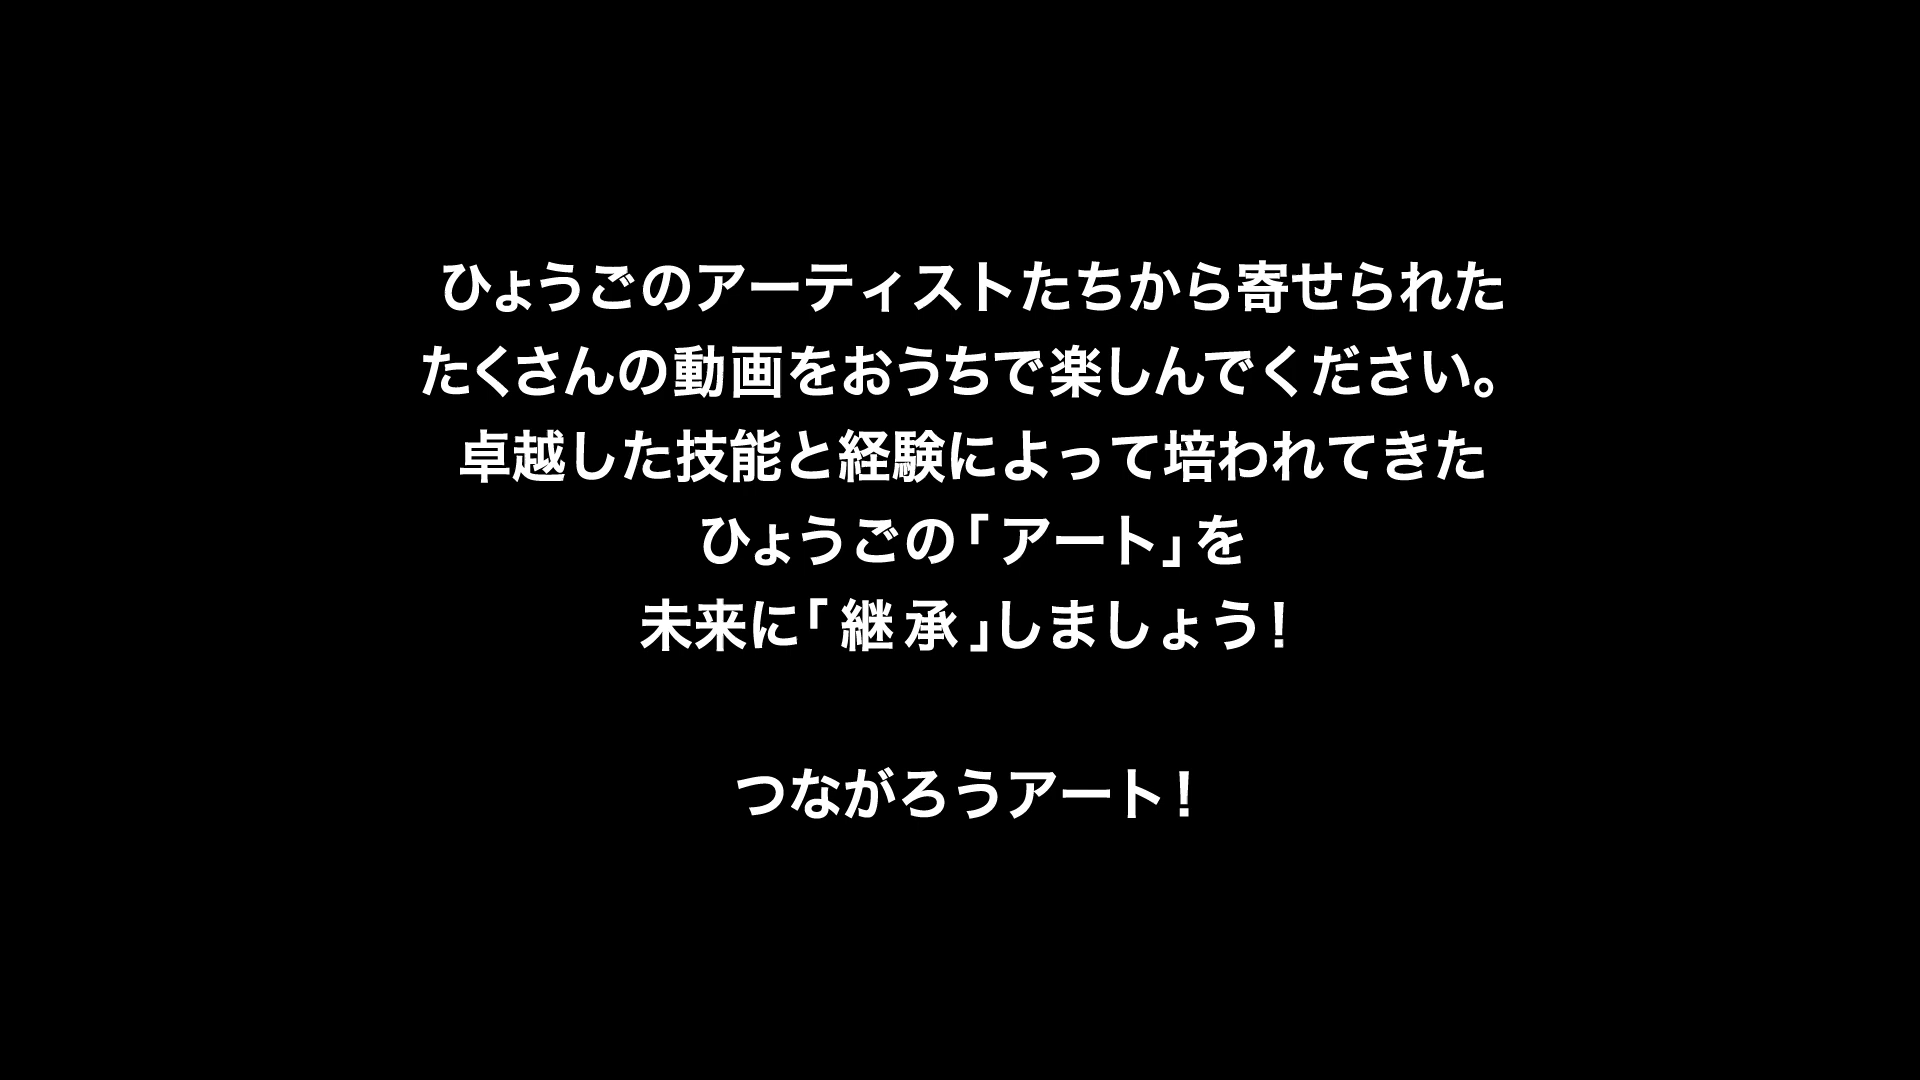 ひょうごのアーティストたちから寄せられた
たくさんの動画をおうちで楽しんでください。
卓越した技能と経験によって培われてきた
ひょうごの「アート」を
未来に「継承」しましょう！
つながろうアート！